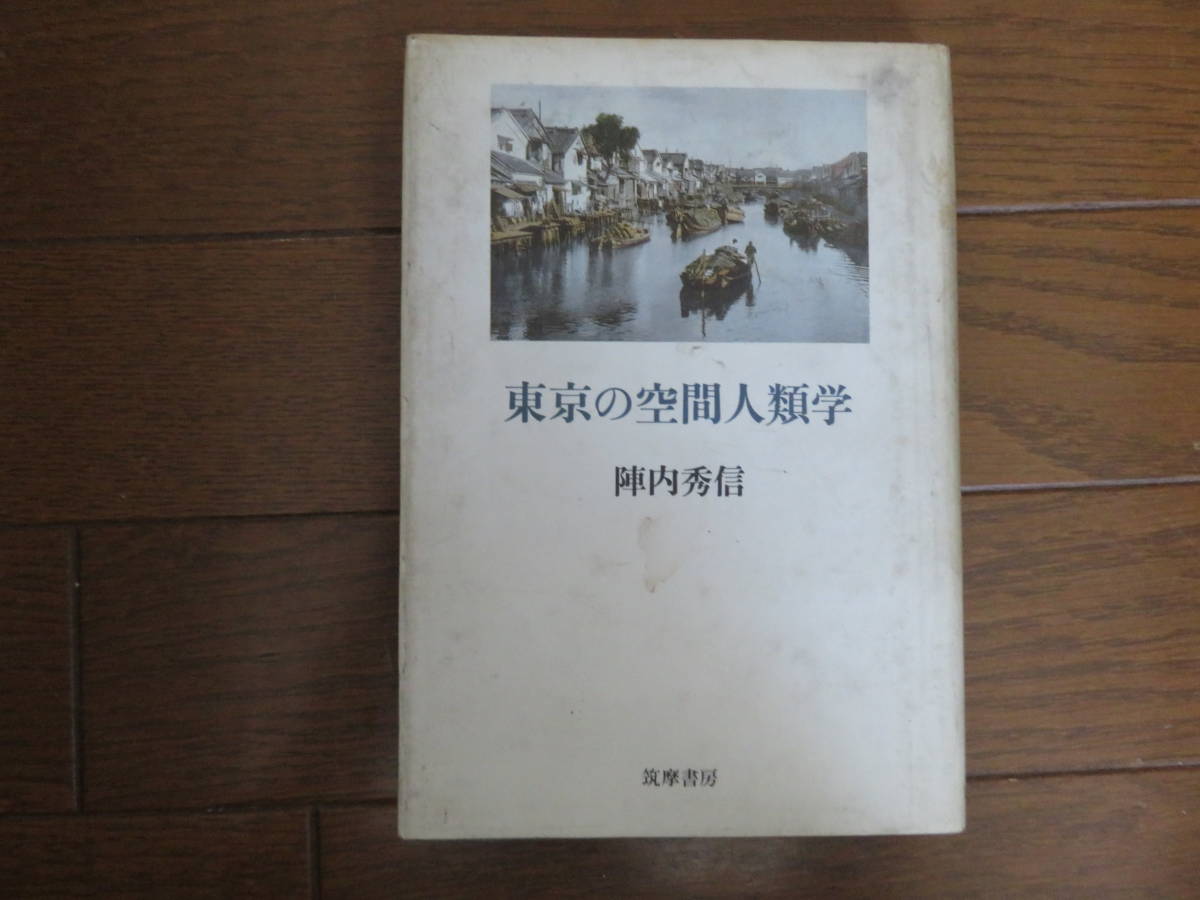 東京の空間人類学
陣内秀信
筑摩書房